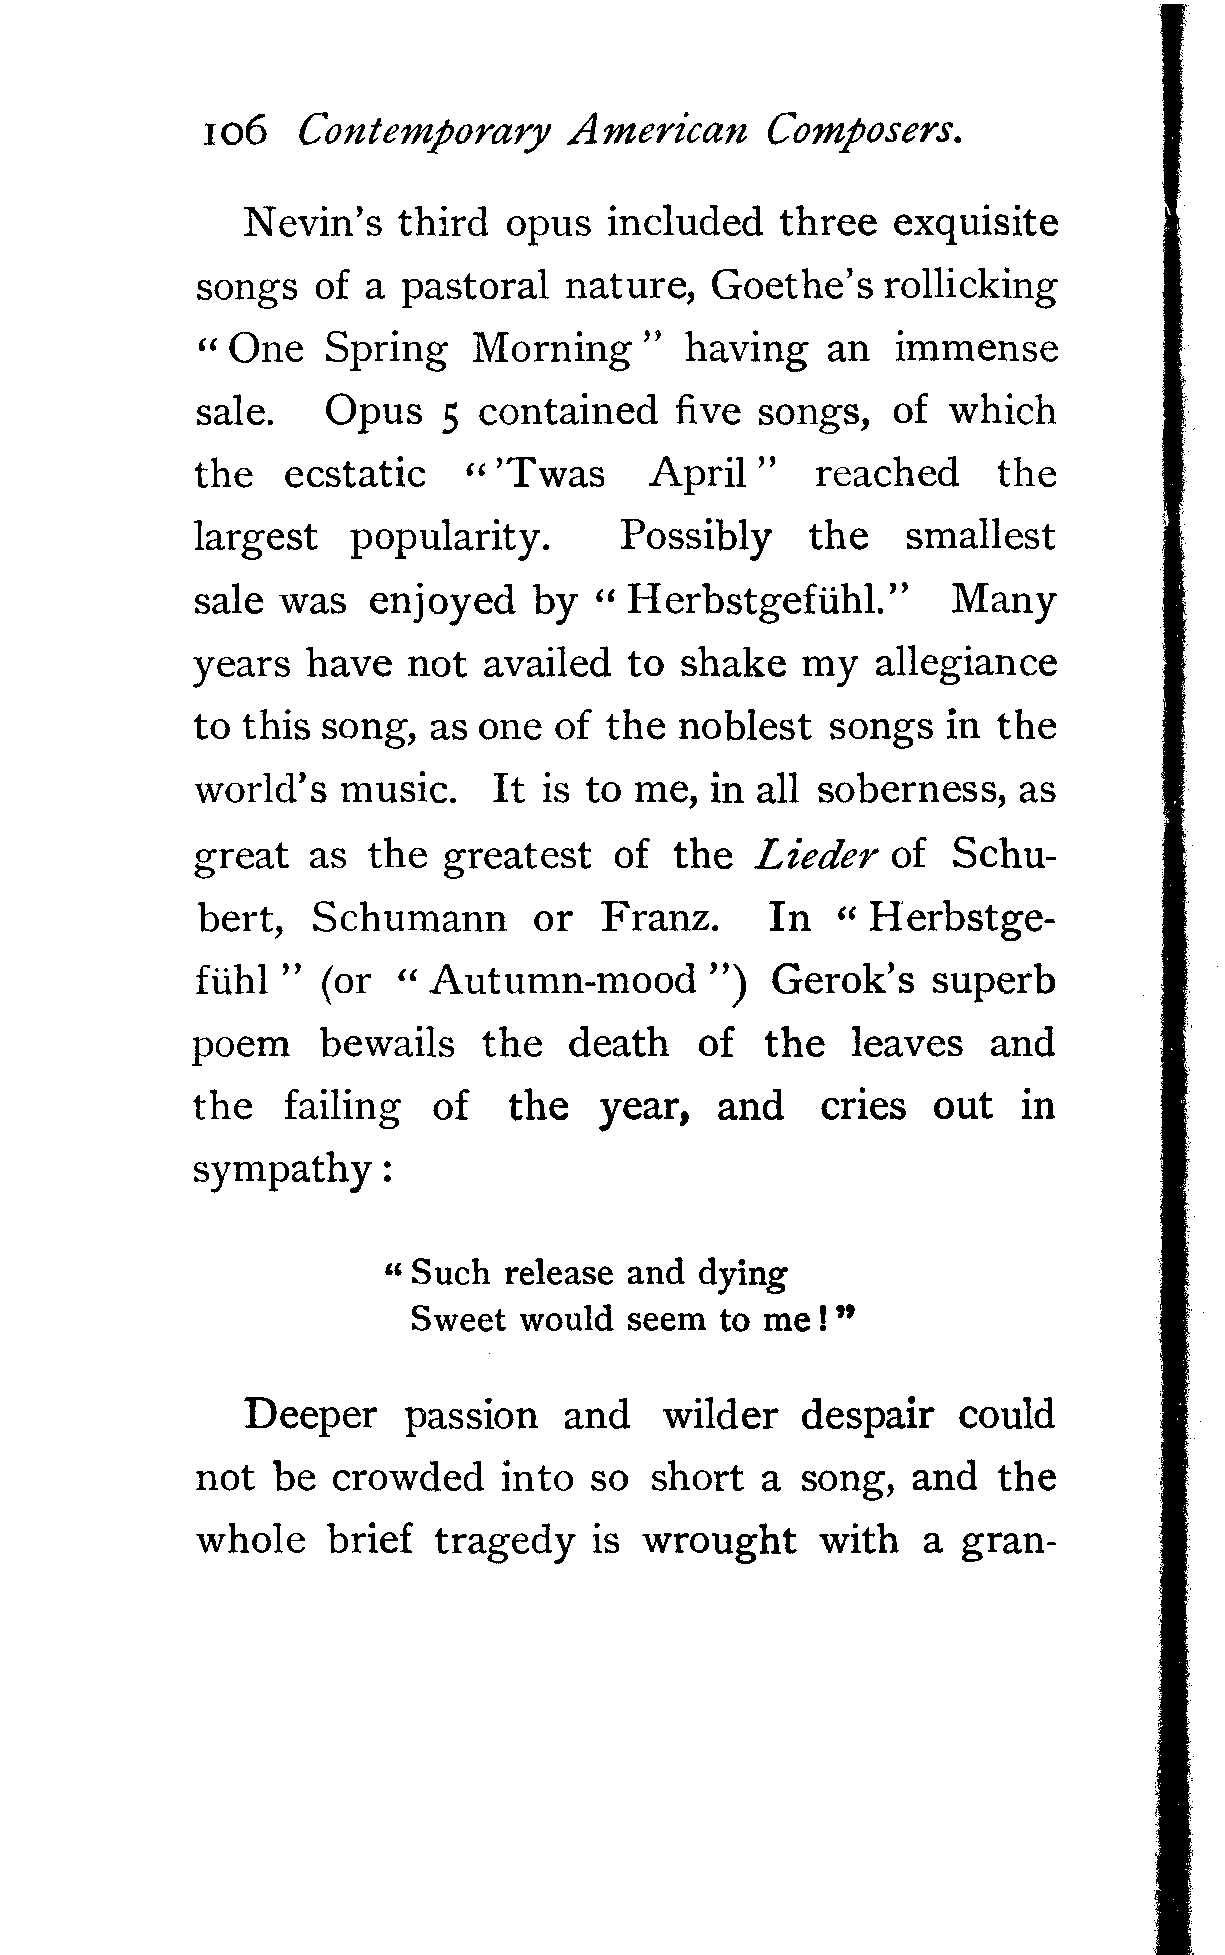 106 Contemporary American Composers.
Nevin's third opus included three exquisite
songs of a pastoral nature, Goethe's rollicking
“ One Spring Morning ” having an immense
sale. Opus 5 contained five songs, of which
the ecstatic “ 'Twas April ” reached the
largest popularity. Possibly the smallest
sale was enjoyed by “ Herbstgefühl.” Many
years have not availed to shake my allegiance
to this song, as one of the noblest songs in the
world's music. It is to me, in all soberness, as
great as the greatest of the Lieder of Schu-
bert, Schumann or Franz. In “ Herbstge-
fühl ” (or “ Autumn-mood ”) Gerok's superb
poem bewails the death of the leaves and
the failing of the year, and cries out in
sympathy :
“ Such release and dying
Sweet would seem to me ! ”
Deeper passion and wilder despair could
not be crowded into so short a song, and the
whole brief tragedy is wrought with a gran-